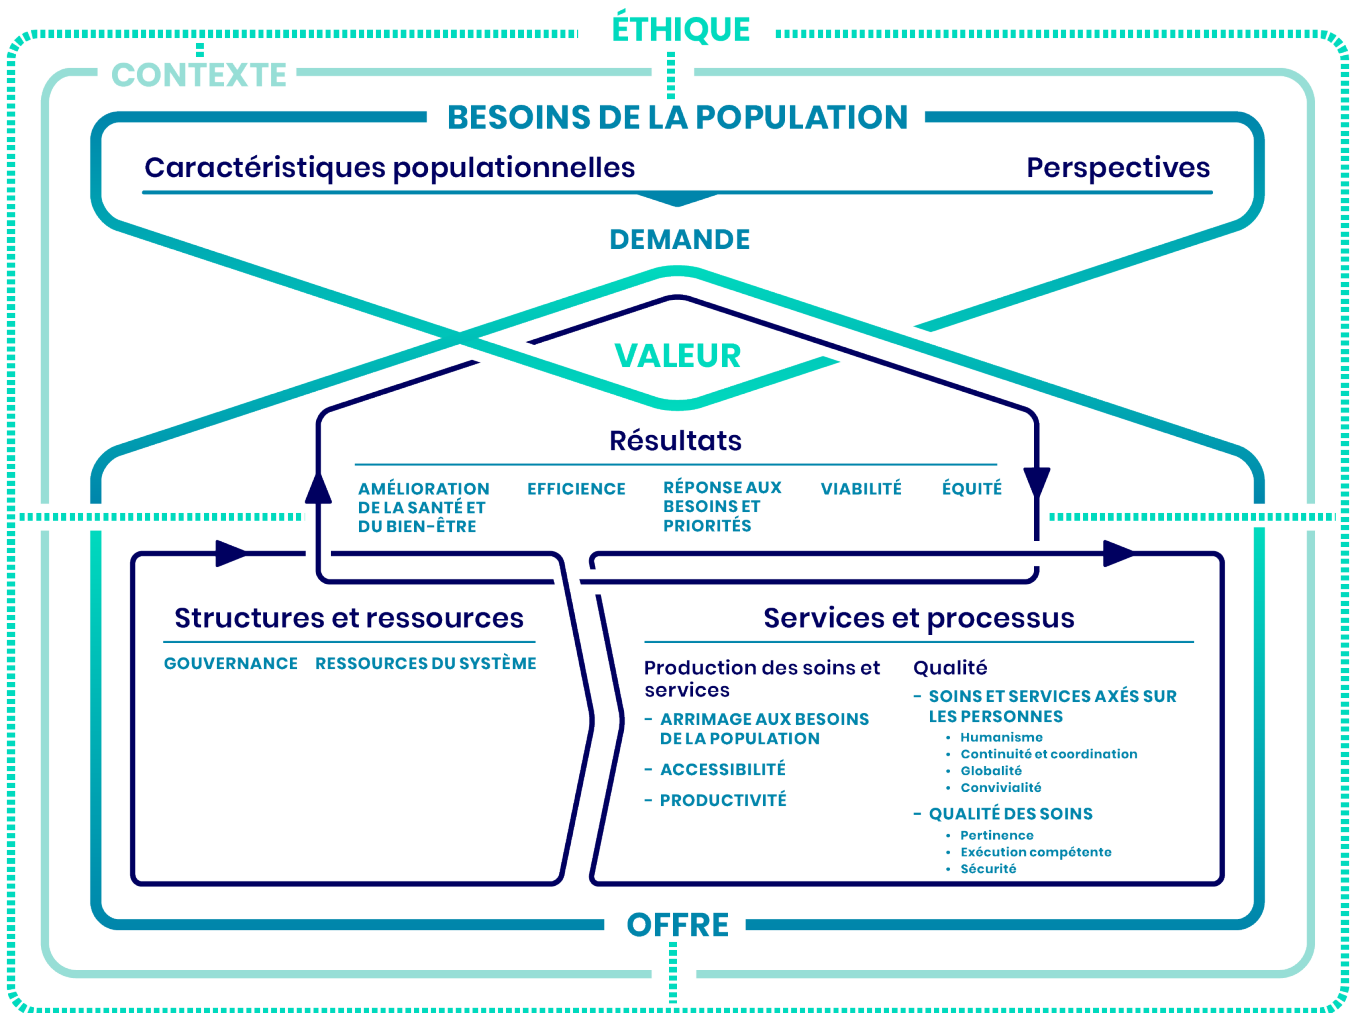 ÉTHIQUE
CONTEXTE
BESOINS DE LA POPULATION
Caractéristiques populationnelles
Perspectives
DEMANDE
VALEUR
Résultats
AMÉLIORATION
DE LA SANTÉ ET
DU BIEN-ÊTRE
EFFICIENCE
RÉPONSE AUX
BESOINS ET
PRIORITÉS
VIABILITÉ
ÉQUITÉ
Structures et ressources
GOUVERNANCE
RESSOURCES DU SYSTÈME
Services et processus
Production des soins et
services
– ARRIMAGE AUX BESOINS
DE LA POPULATION
– ACCESSIBILITÉ
– PRODUCTIVITÉ
Qualité
– SOINS ET SERVICES AXÉS SUR
LES PERSONNES
• Humanisme
• Continuité et coordination
• Globalité
• Convivialité
– QUALITÉ DES SOINS
• Pertinence
• Exécution compétente
• Sécurité
OFFRE